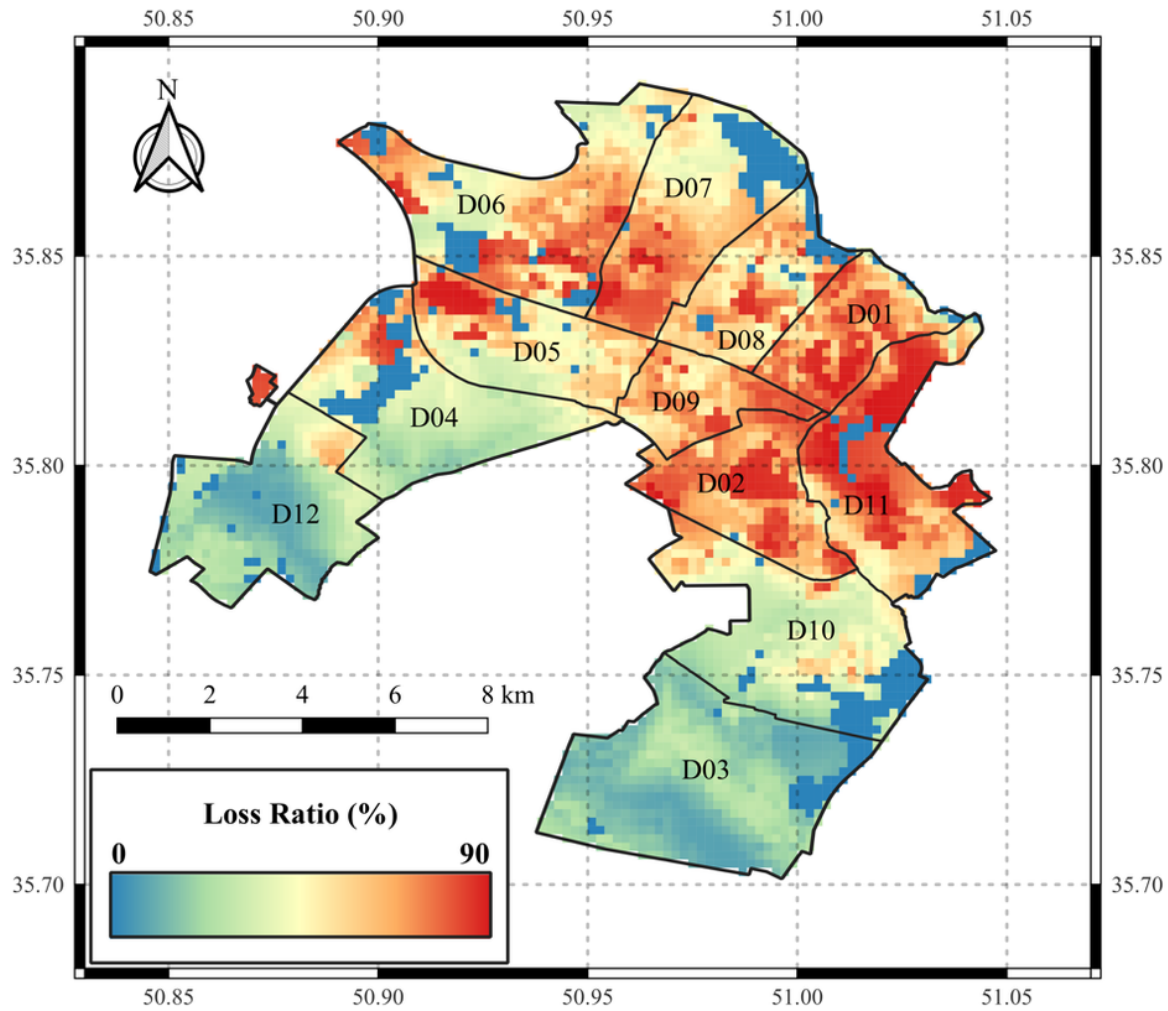 50.85 50.90 50.95 51.00 51.05
N
D07
D06
35.85 35.85
D01
D08
D05
D09
D04
35.80 35.80
D02
D11
D12
D10
35.75 35.75
0 2 4 6 8 km
D03
Loss Ratio (%)
0 90
35.70 35.70
50.85 50.90 50.95 51.00 51.05